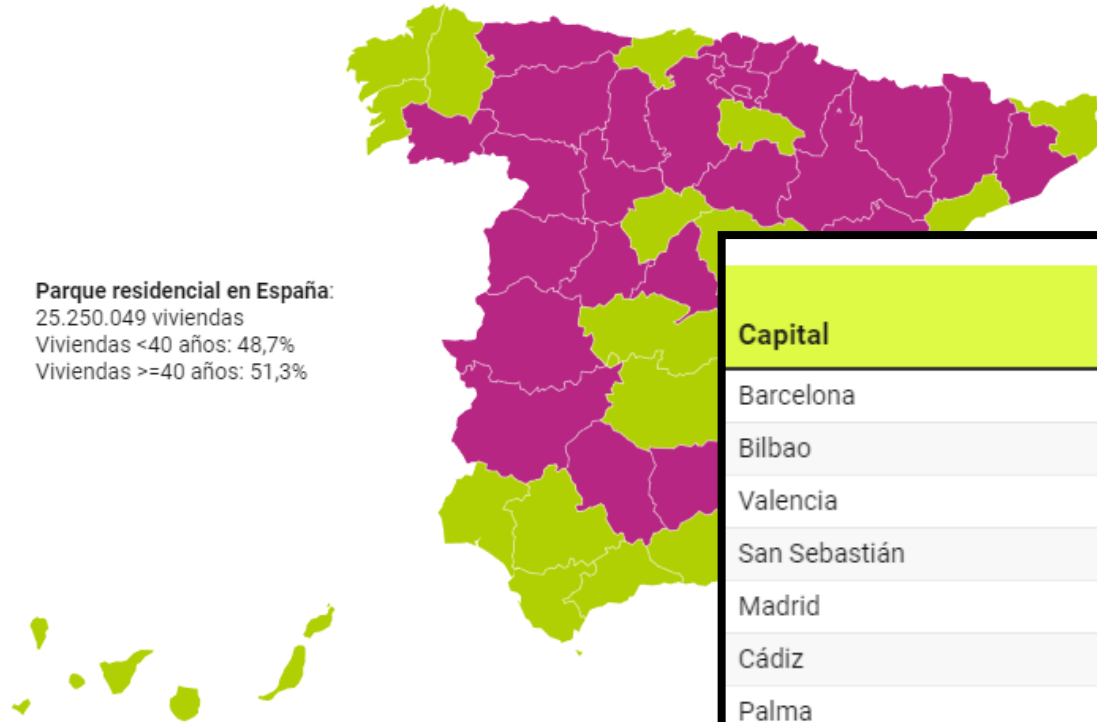 Parque residencial en España:
25.250.049 viviendas
Viviendas <40 años: 48,7%
Viviendas >=40 años: 51,3%
Capital
Barcelona
Bilbao
Valencia
San Sebastián
Madrid
Cádiz
Palma